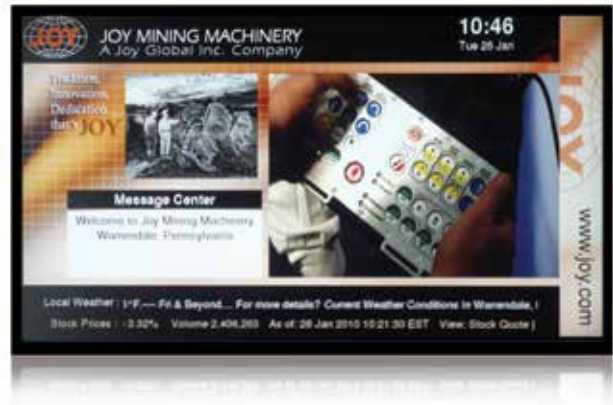 JOY
JOY MINING MACHINERY
A Joy Global Inc. Company
10:46
Tue 26 Jan
Tradition,
Innovation,
Dedication
that's JOY
Message Center
Welcome to Joy Mining Machinery
Warrendale, Pennsylvania
JOY
www.joy.com
Local Weather : °F.--- Fri & Beyond... For more details? Current Weather Conditions In Warrendale,
Stock Prices : -3.32% Volume 2,406,263 As of: 26 Jan 2010 10:21:30 EST View: Stock Quote |